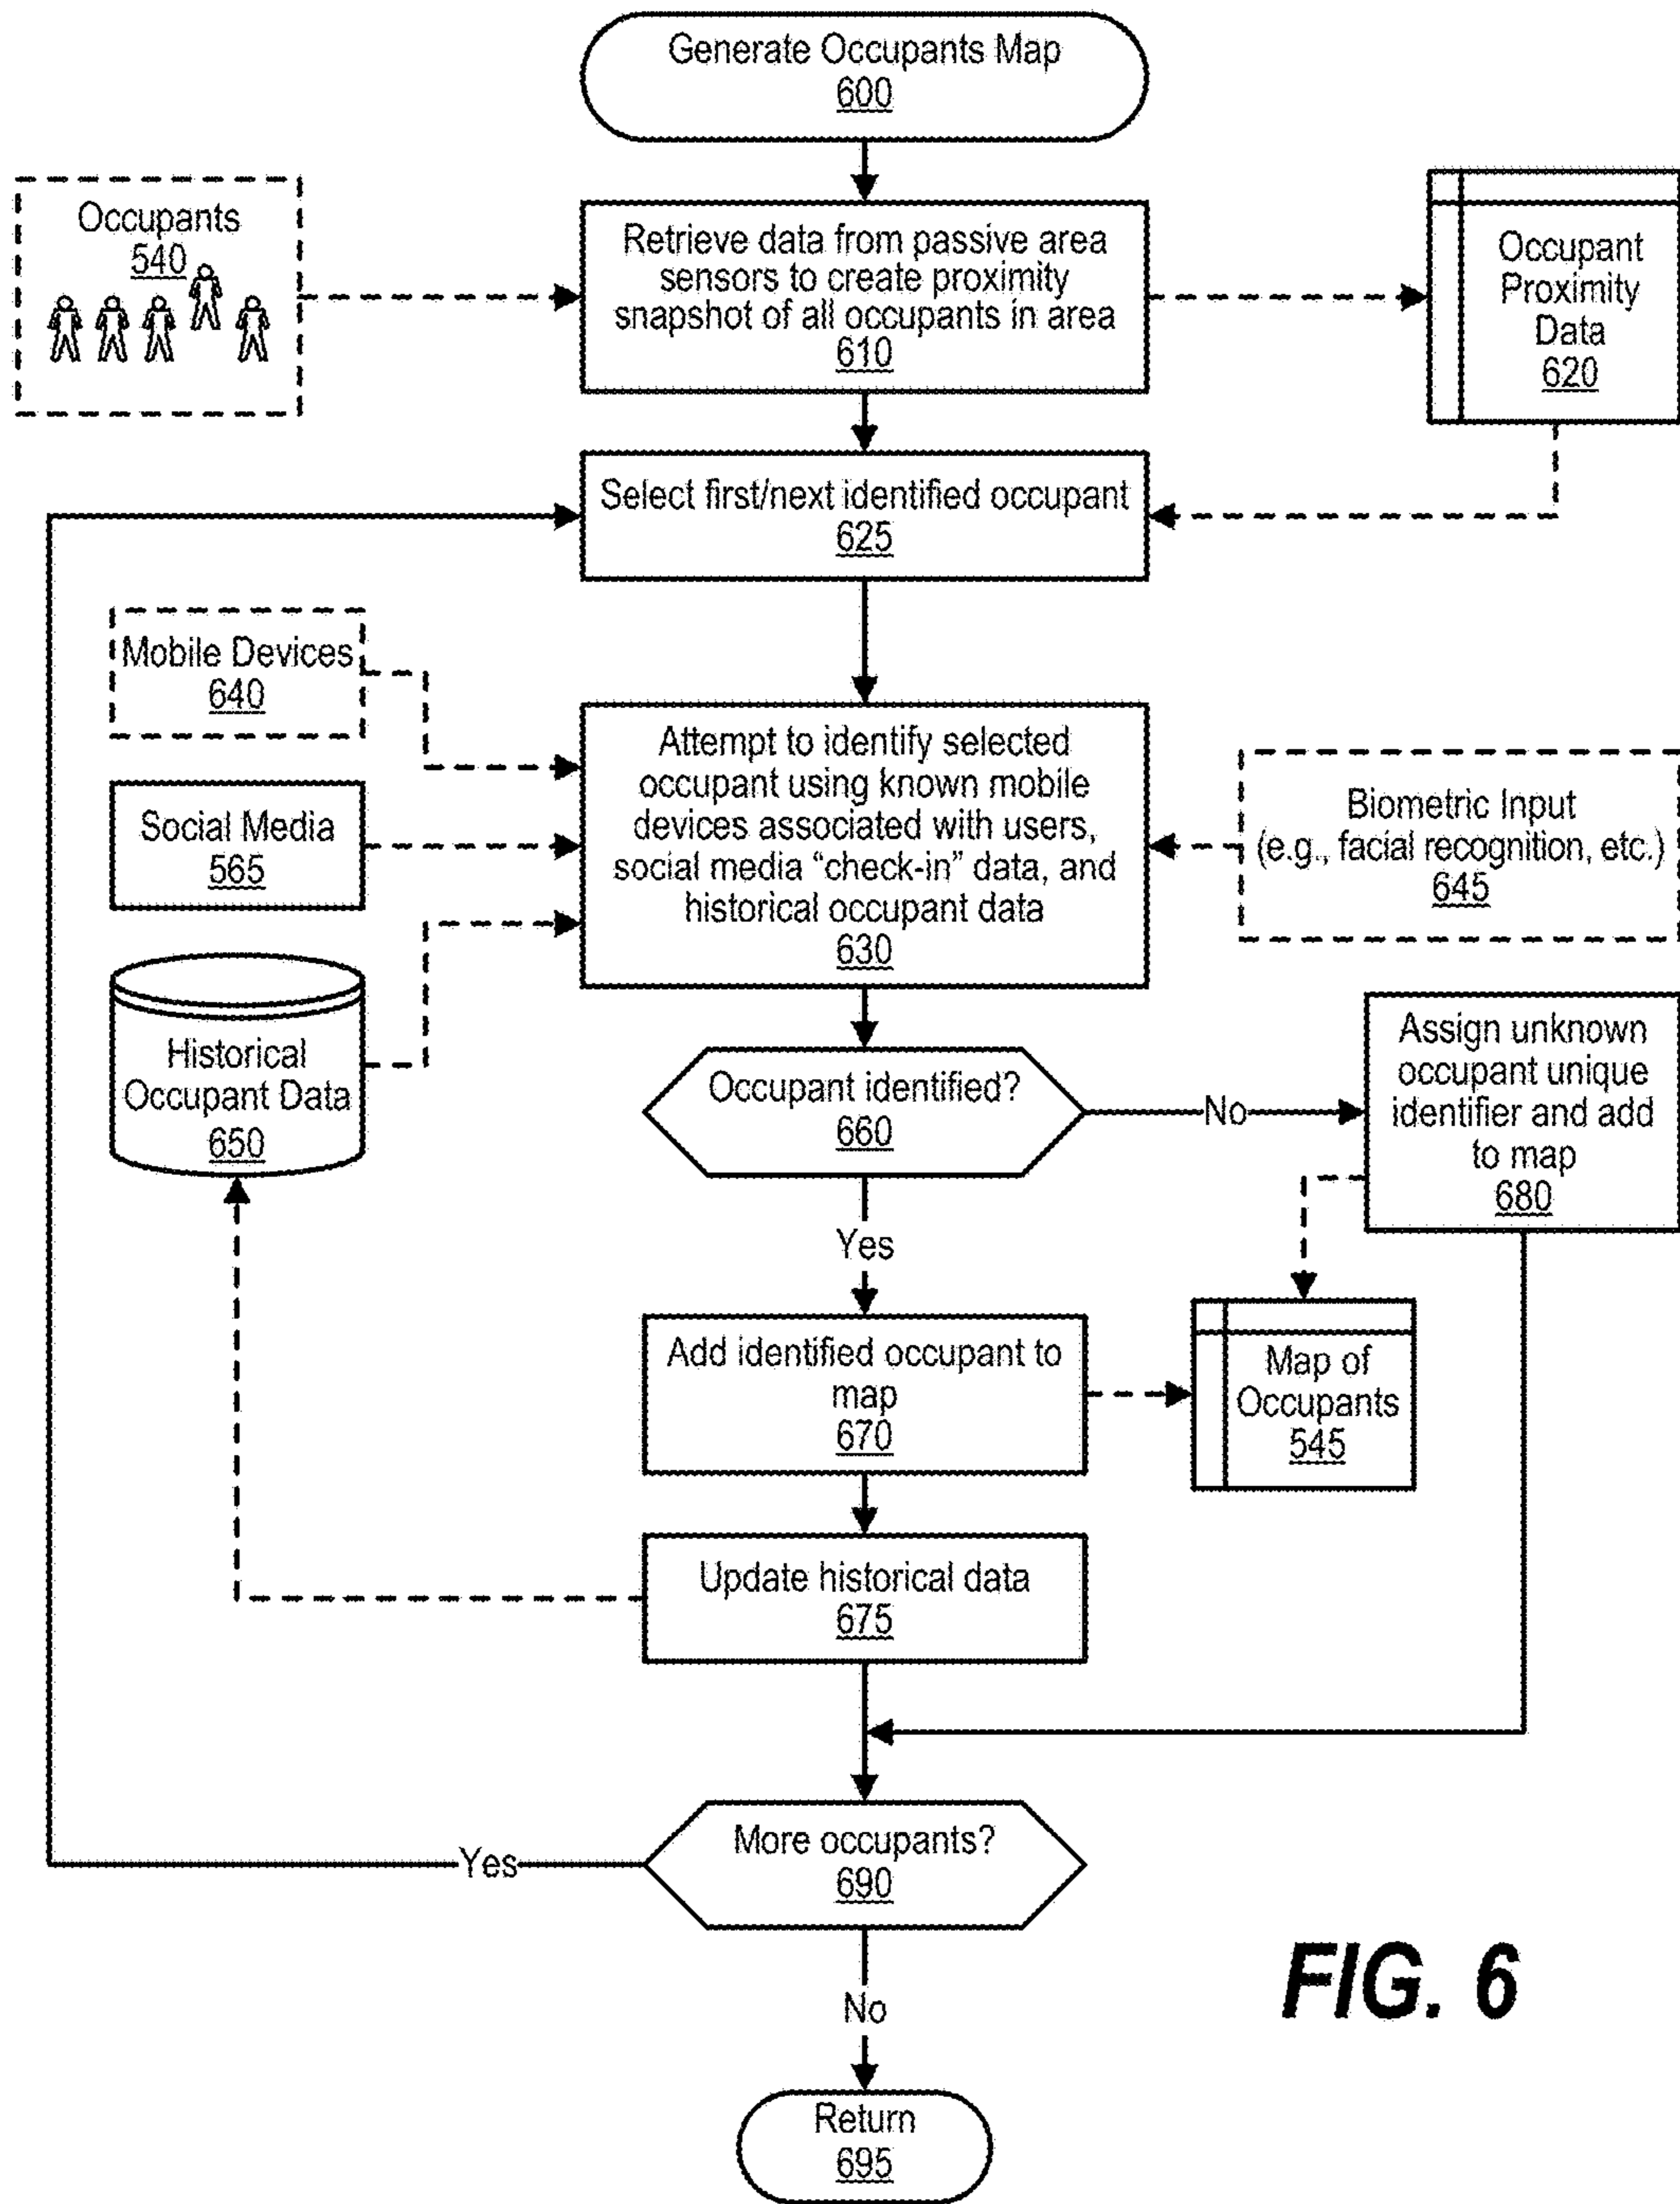 Generate Occupants Map
600
Occupants
540
Retrieve data from passive area
sensors to create proximity
snapshot of all occupants in area
610
Occupant
Proximity
Data
620
Select first/next identified occupant
625
Mobile Devices
640
Social Media
565
Historical
Occupant Data
650
Attempt to identify selected
occupant using known mobile
devices associated with users,
social media “check-in” data, and
historical occupant data
630
Biometric Input
(e.g., facial recognition, etc.)
645
Occupant identified?
660
No
Assign unknown
occupant unique
identifier and add
to map
680
Yes
Add identified occupant to
map
670
Map of
Occupants
545
Update historical data
675
More occupants?
690
Yes
No
Return
695
FIG. 6